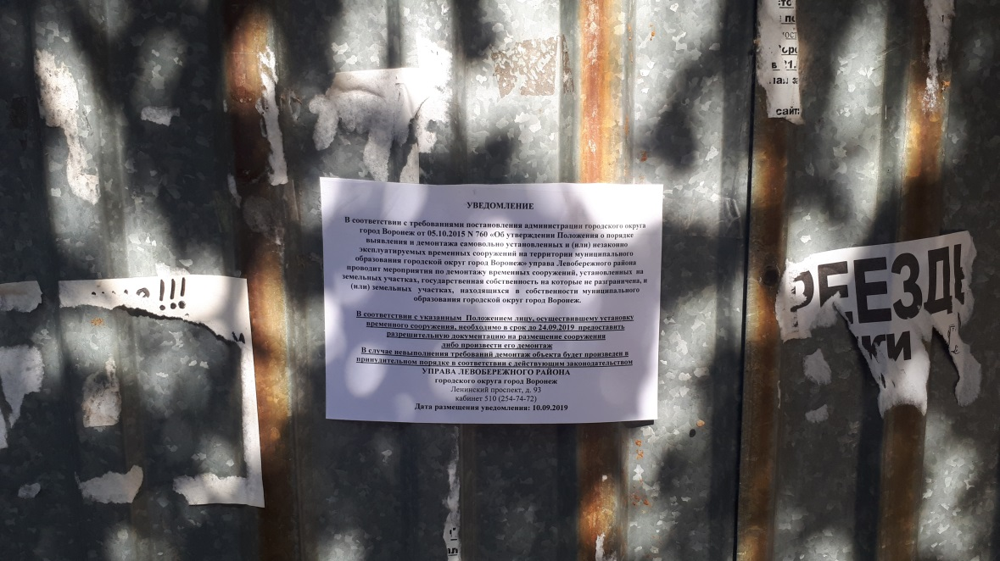 УВЕДОМЛЕНИЕ
В соответствии с требованиями постановления администрации городского округа
город Воронеж от 05.10.2015 N 760 «Об утверждении Положения о порядке
выявления и демонтажа самовольно установленных и (или) незаконно
эксплуатируемых временных сооружений на территории муниципального
образования городской округ город Воронеж» управа Левобережного района
проводит мероприятия по демонтажу временных сооружений, установленных на
земельных участках, государственная собственность на которые не разграничена, и
(или) земельных участках, находящихся в собственности муниципального
образования городской округ город Воронеж.
В соответствии с указанным Положением лицу, осуществившему установку
временного сооружения, необходимо в срок до 24.09.2019 предоставить
разрешительную документацию на размещение сооружения
либо произвести его демонтаж
В случае невыполнения требований демонтаж объекта будет произведен в
принудительном порядке в соответствии с действующим законодательством
УПРАВА ЛЕВОБЕРЕЖНОГО РАЙОНА
городского округа город Воронеж
Ленинский проспект, д. 93
кабинет 510 (254-74-72)
Дата размещения уведомления: 10.09.2019
!!!
РЕЕЗДЫ
КИ
по
сайт